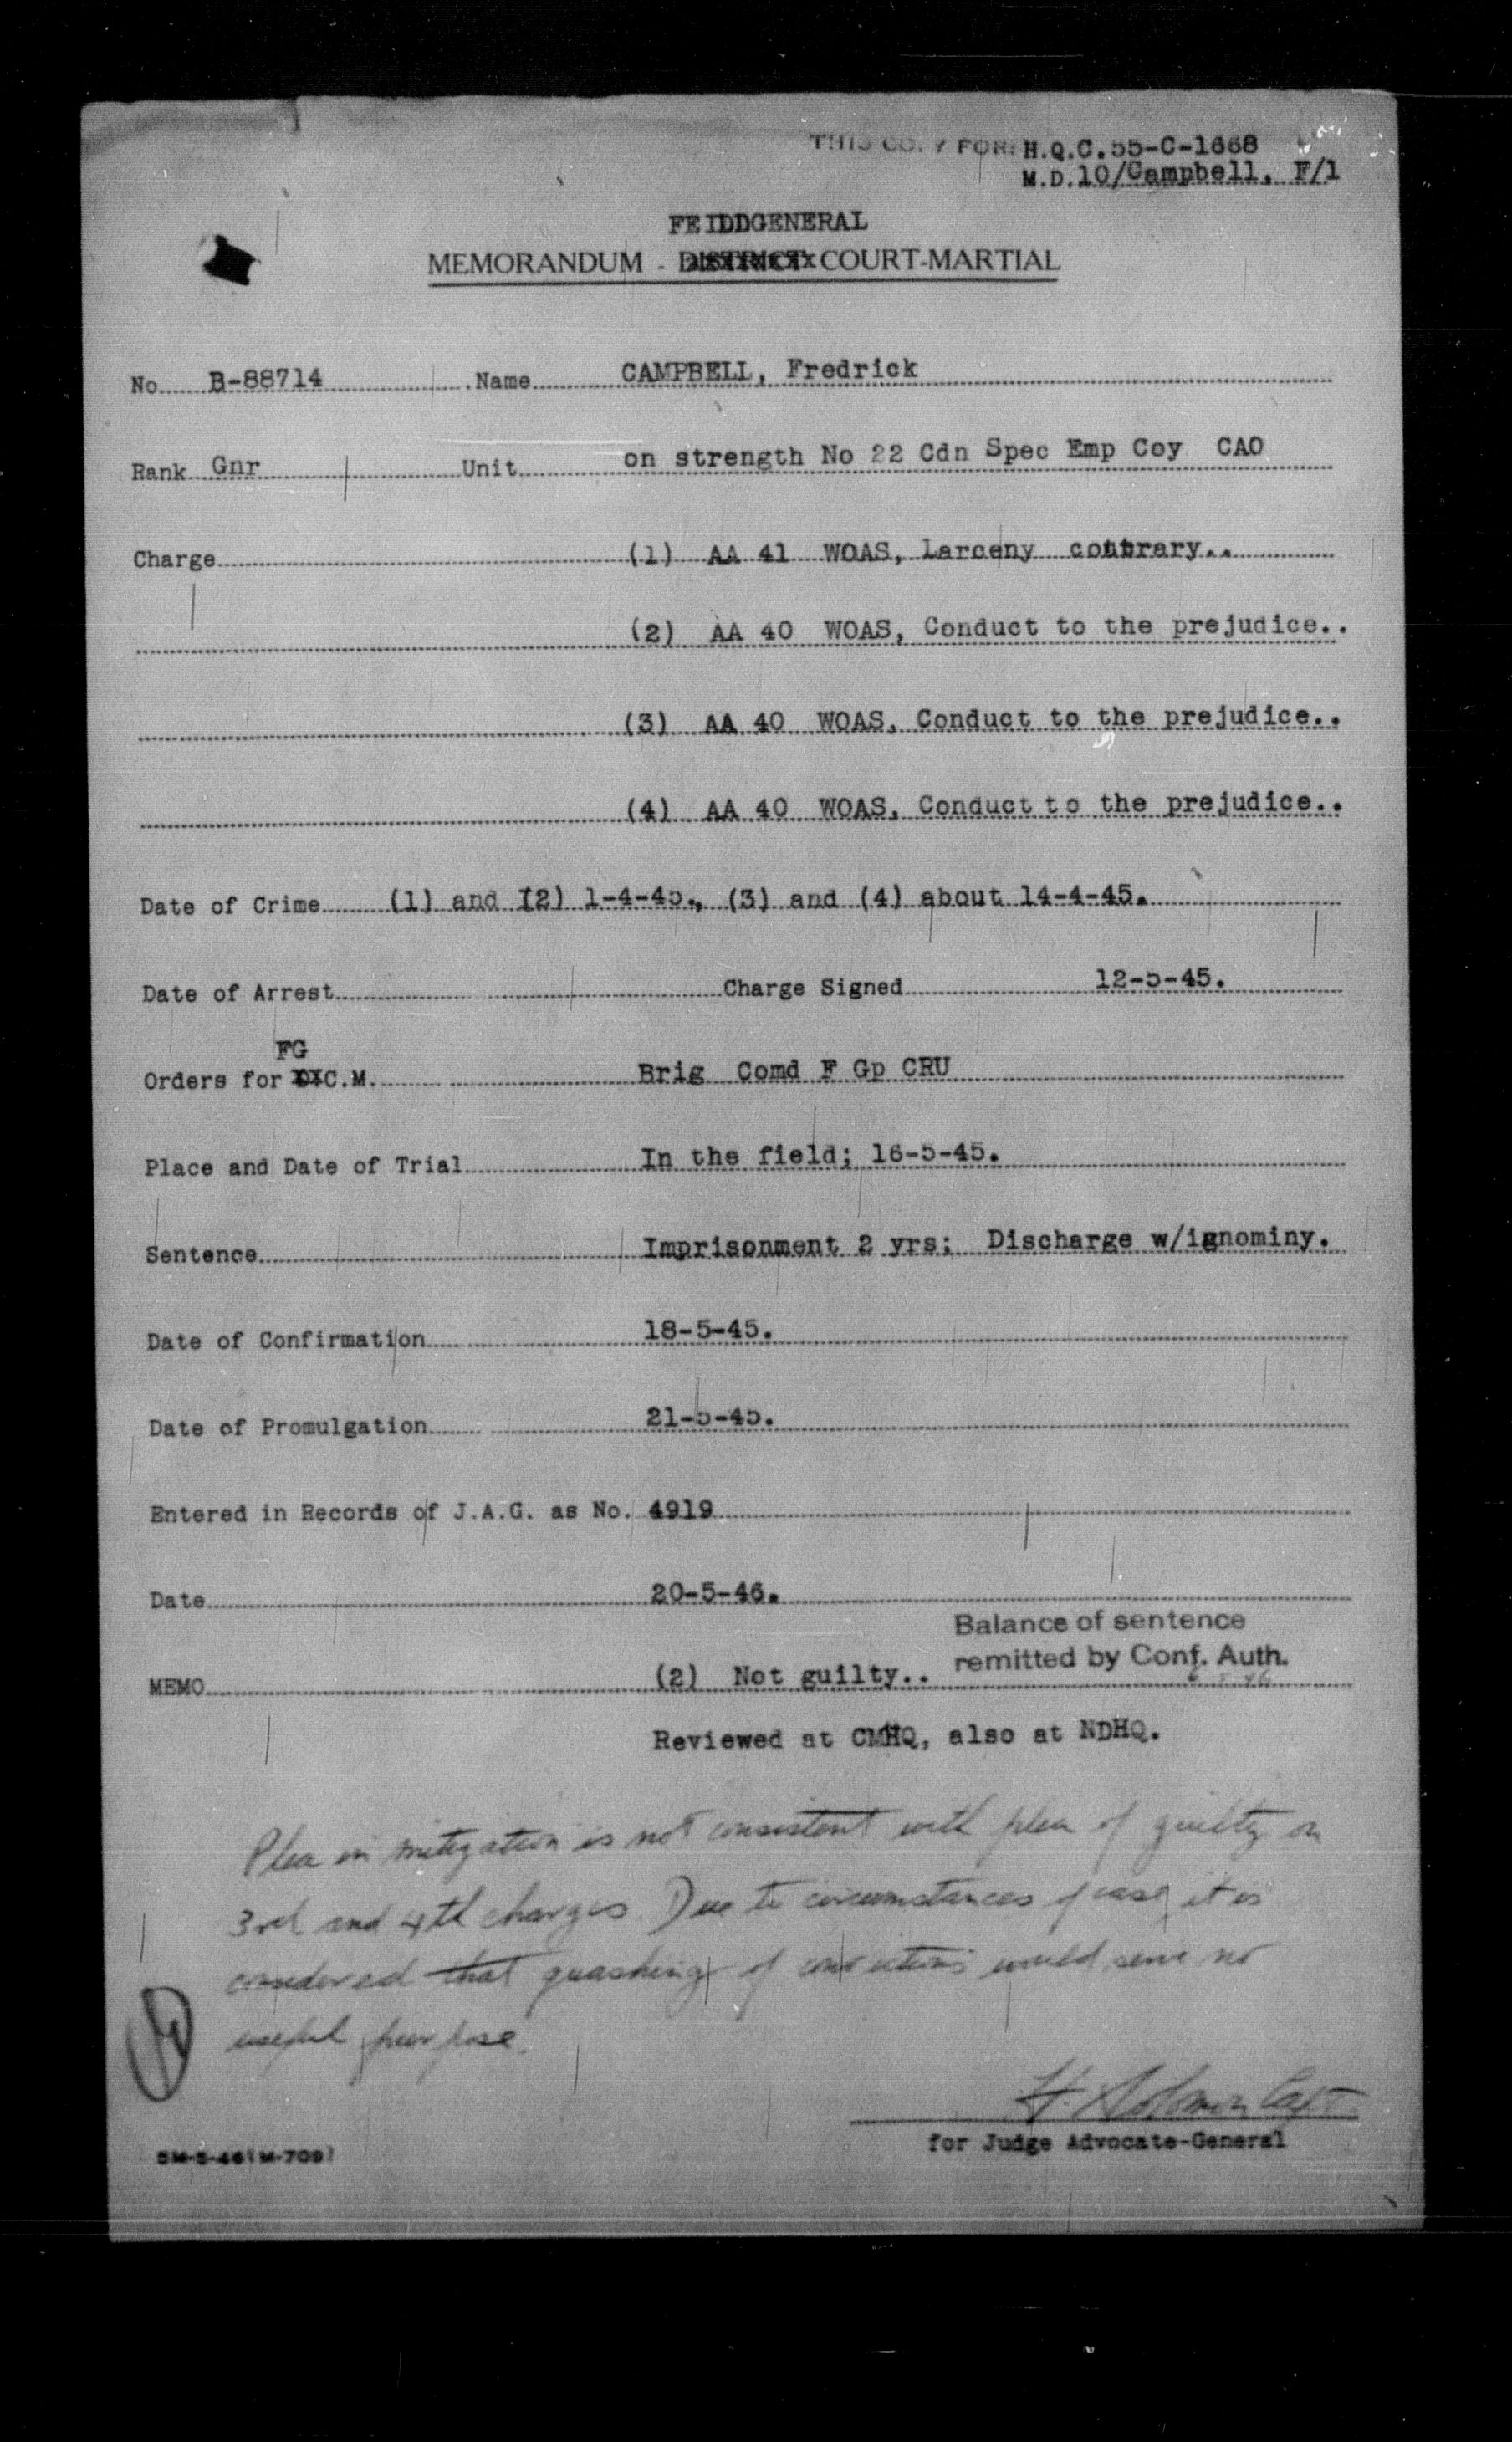 THIS COPY FOR: H.Q.C.55-C-1668
M.D.10/Campbell, F/1
FEIDDGENERAL
MEMORANDUM - DISTRICT COURT-MARTIAL
No. B-88714 Name CAMPBELL, Fredrick
Rank Gnr Unit on strength No 22 Cdn Spec Emp Coy CAO
Charge (1) AA 41 WOAS, Larceny contrary..
(2) AA 40 WOAS, Conduct to the prejudice..
(3) AA 40 WOAS, Conduct to the prejudice..
(4) AA 40 WOAS, Conduct to the prejudice..
Date of Crime (1) and (2) 1-4-45., (3) and (4) about 14-4-45.
Date of Arrest Charge Signed 12-5-45.
FG
Orders for C.M. Brig Comd F Gp CRU
Place and Date of Trial In the field; 16-5-45.
Sentence Imprisonment 2 yrs; Discharge w/ignominy.
Date of Confirmation 18-5-45.
Date of Promulgation 21-5-45.
Entered in Records of J.A.G. as No. 4919
Date 20-5-46.
Balance of sentence
remitted by Conf. Auth.
MEMO (2) Not guilty..
Reviewed at CMHQ, also at NDHQ.
Plea in mitigation is not consistent with plea of guilty on
3rd and 4th charges. Due to circumstances of case it is
considered that quashing of convictions would serve no
useful purpose.
H. Solomon Capt
for Judge Advocate-General
5M-5-46(M-709)